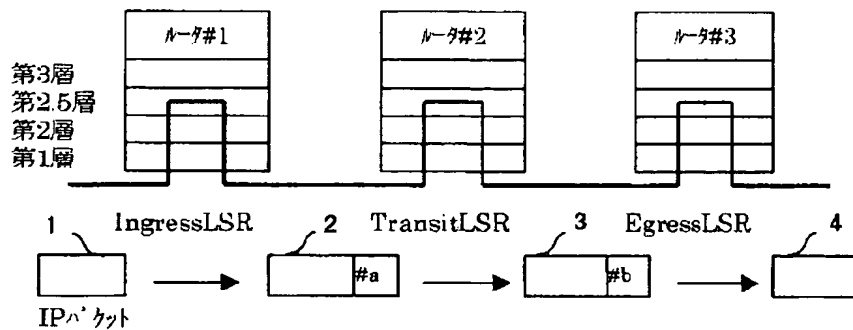 ルータ#1
ルータ#2
ルータ#3
第3層
第2.5層
第2層
第1層
1
IngressLSR
2
TransitLSR
3
EgressLSR
4
#a
#b
IPパケット